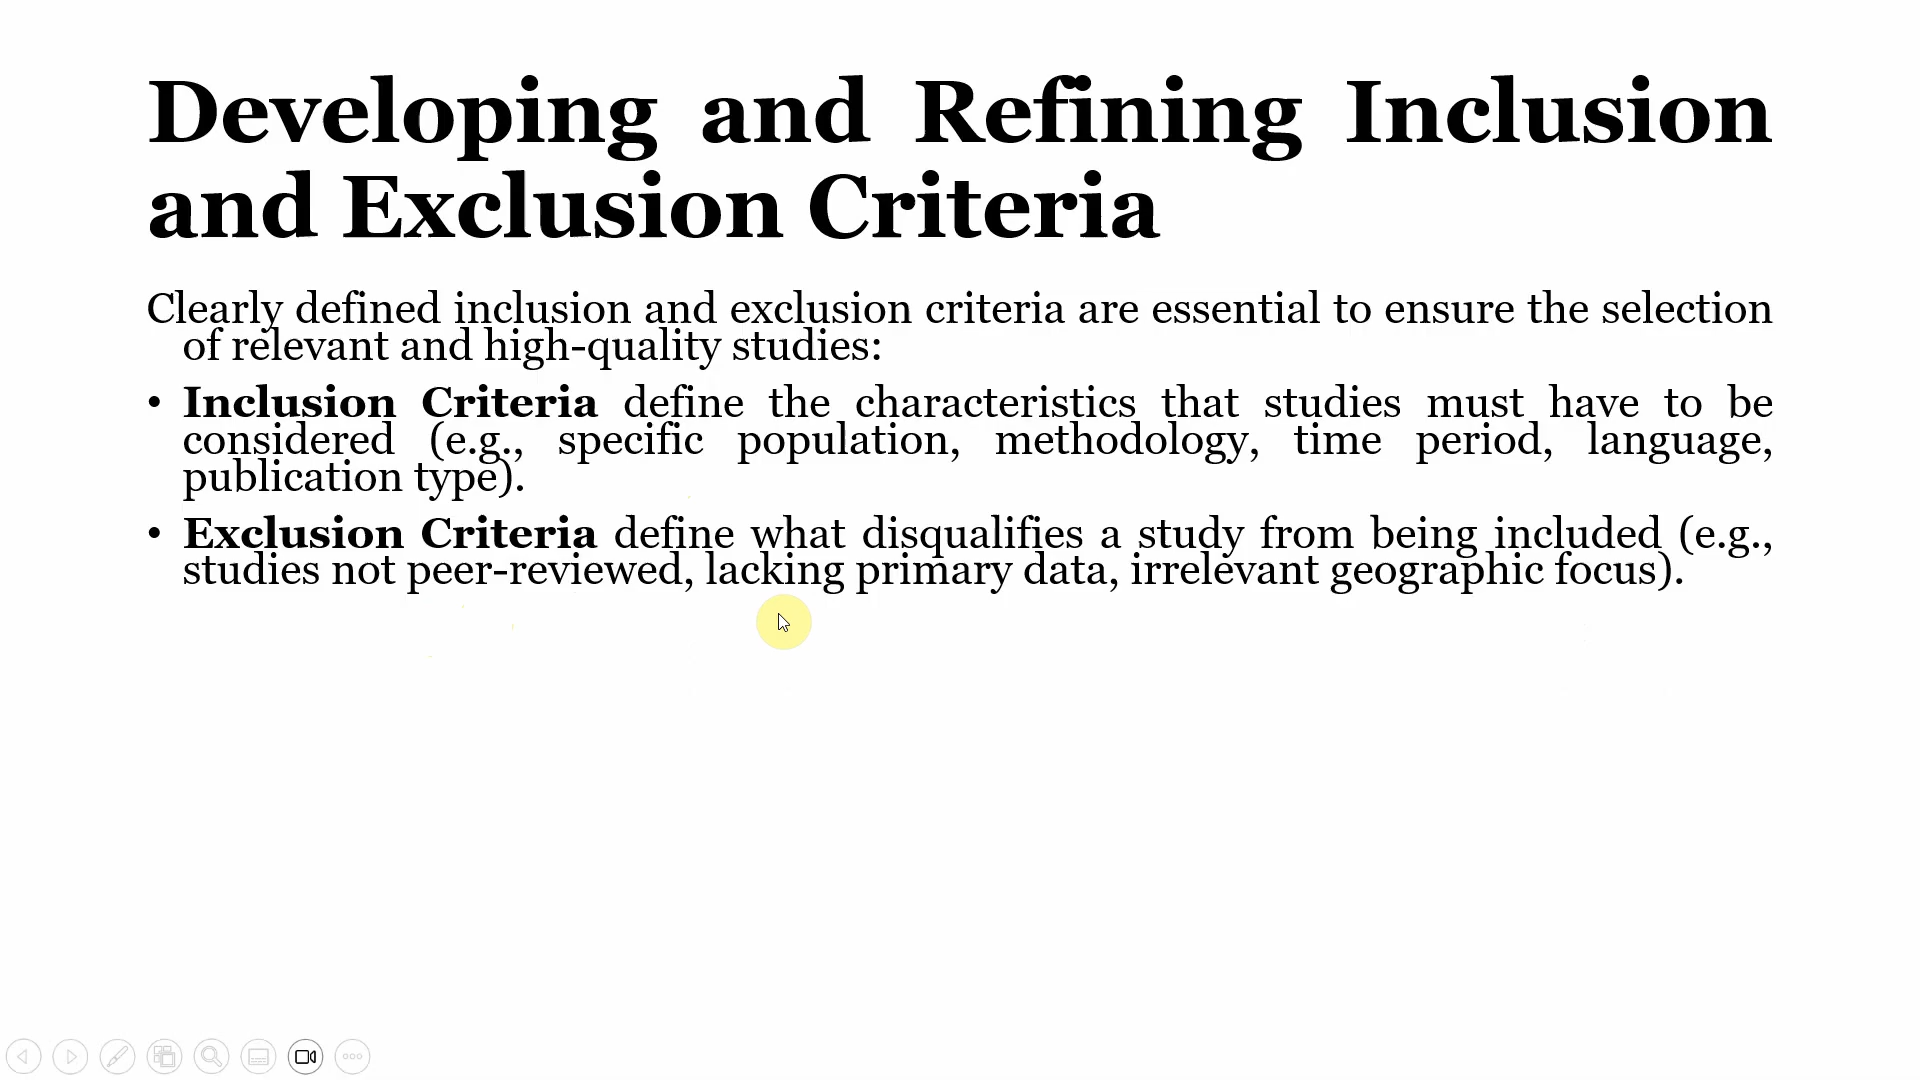 Developing and Refining Inclusion
and Exclusion Criteria
Clearly defined inclusion and exclusion criteria are essential to ensure the selection
of relevant and high-quality studies:
• Inclusion Criteria define the characteristics that studies must have to be
considered (e.g., specific population, methodology, time period, language,
publication type).
• Exclusion Criteria define what disqualifies a study from being included (e.g.,
studies not peer-reviewed, lacking primary data, irrelevant geographic focus).